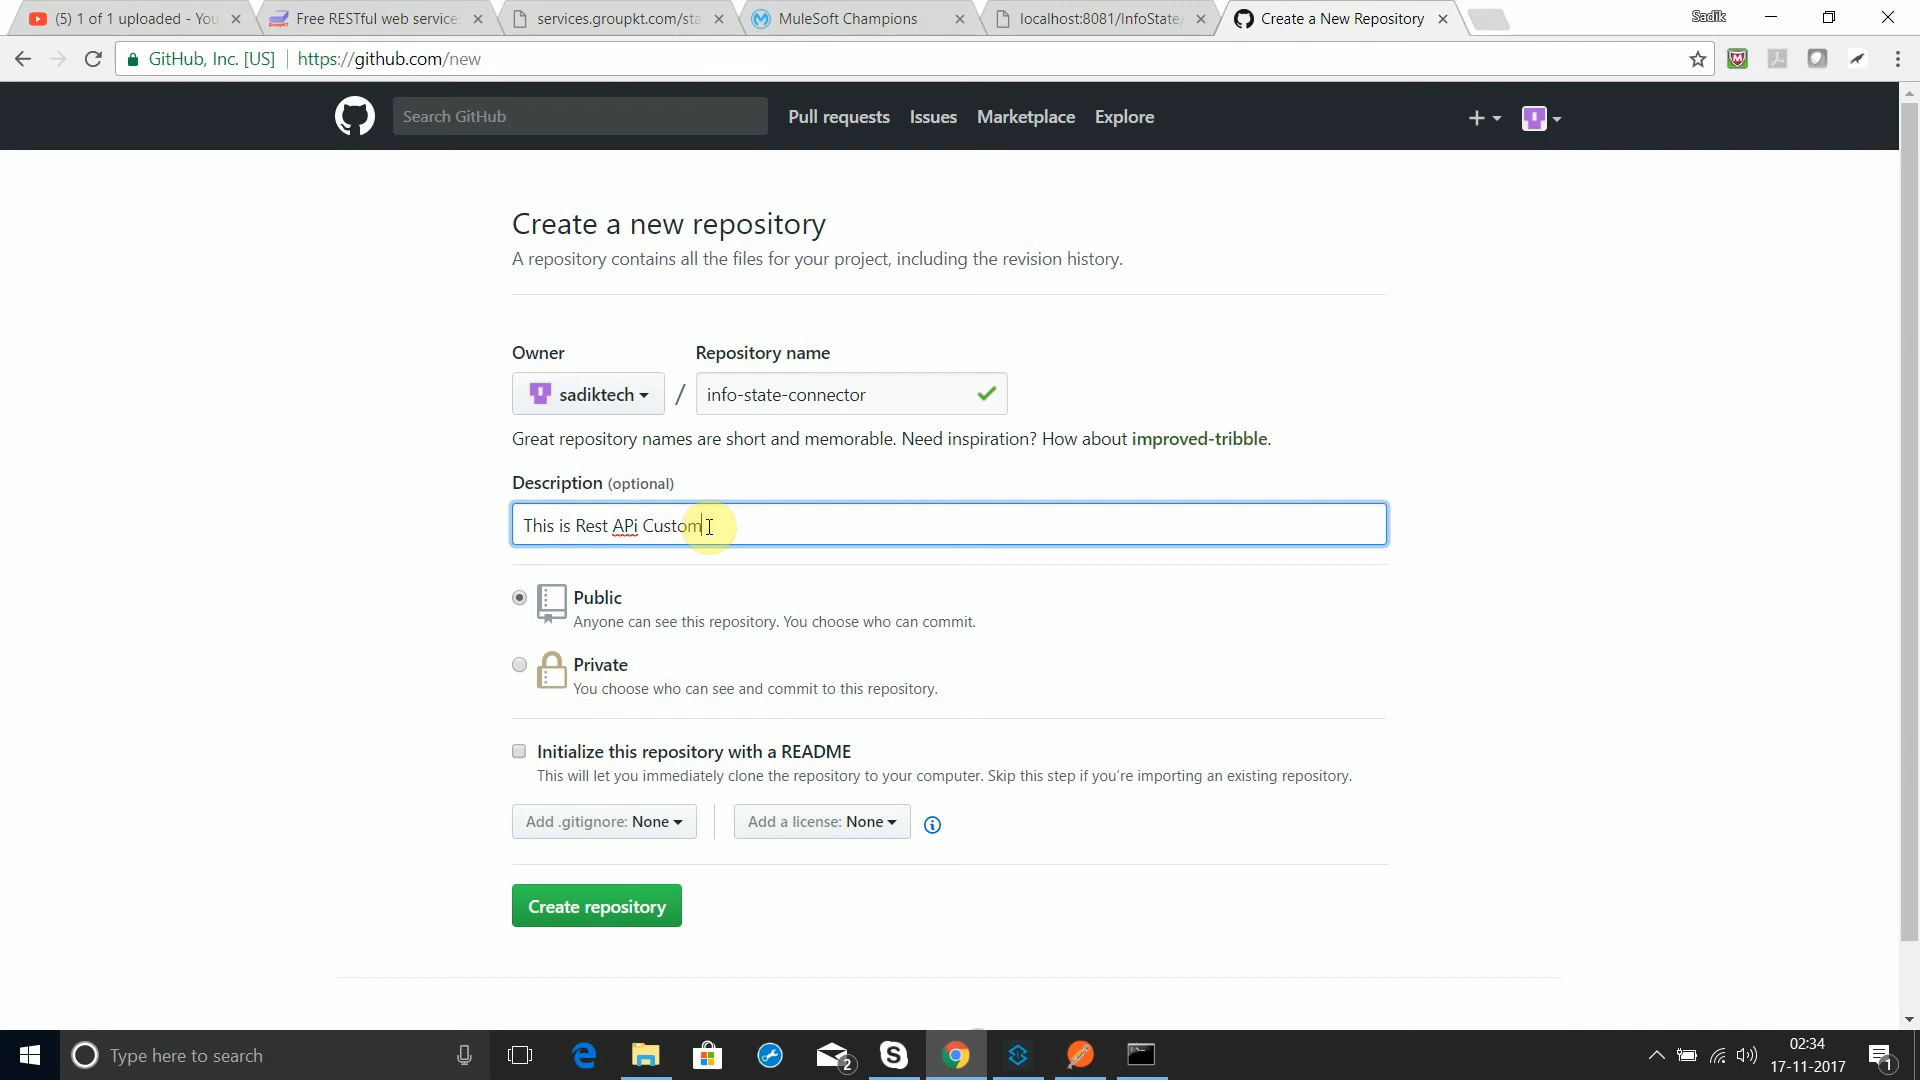 (5) 1 of 1 uploaded - You
Free RESTful web service
services.groupkt.com/sta
MuleSoft Champions
localhost:8081/InfoState/
Create a New Repository
Sadik
GitHub, Inc. [US]
https://github.com/new
Search GitHub
Pull requests
Issues
Marketplace
Explore
Create a new repository
A repository contains all the files for your project, including the revision history.
Owner
Repository name
sadiktech
/
info-state-connector
Great repository names are short and memorable. Need inspiration? How about improved-tribble.
Description (optional)
This is Rest APi Custom
Public
Anyone can see this repository. You choose who can commit.
Private
You choose who can see and commit to this repository.
Initialize this repository with a README
This will let you immediately clone the repository to your computer. Skip this step if you're importing an existing repository.
Add .gitignore: None
Add a license: None
Create repository
Type here to search
2
02:34
17-11-2017
1